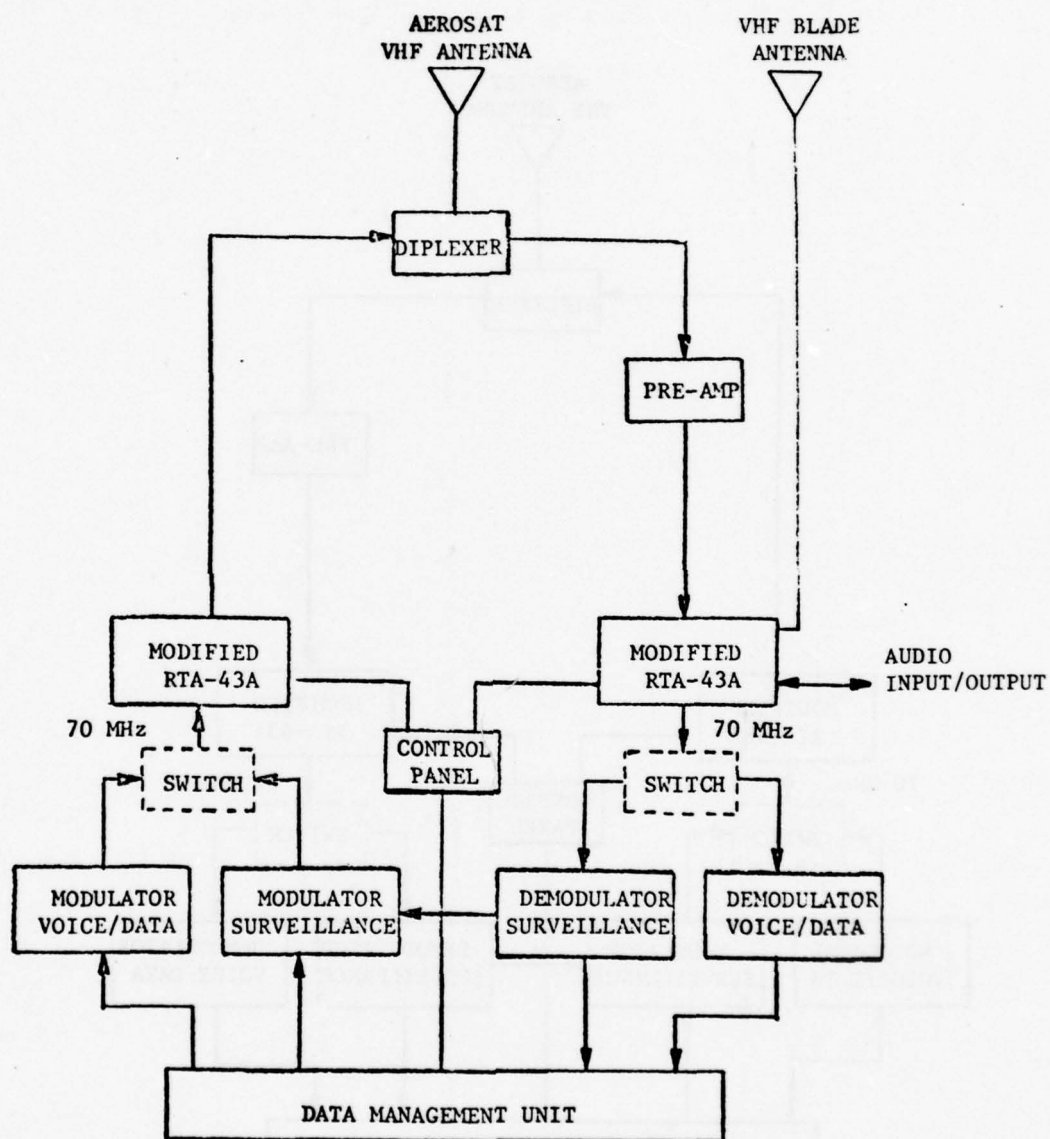 AEROSAT
VHF ANTENNA
VHF BLADE
ANTENNA
DIPLEXER
PRE-AMP
MODIFIED
RTA-43A
MODIFIED
RTA-43A
AUDIO
INPUT/OUTPUT
70 MHz
70 MHz
CONTROL
PANEL
SWITCH
SWITCH
MODULATOR
VOICE/DATA
MODULATOR
SURVEILLANCE
DEMODULATOR
SURVEILLANCE
DEMODULATOR
VOICE/DATA
DATA MANAGEMENT UNIT